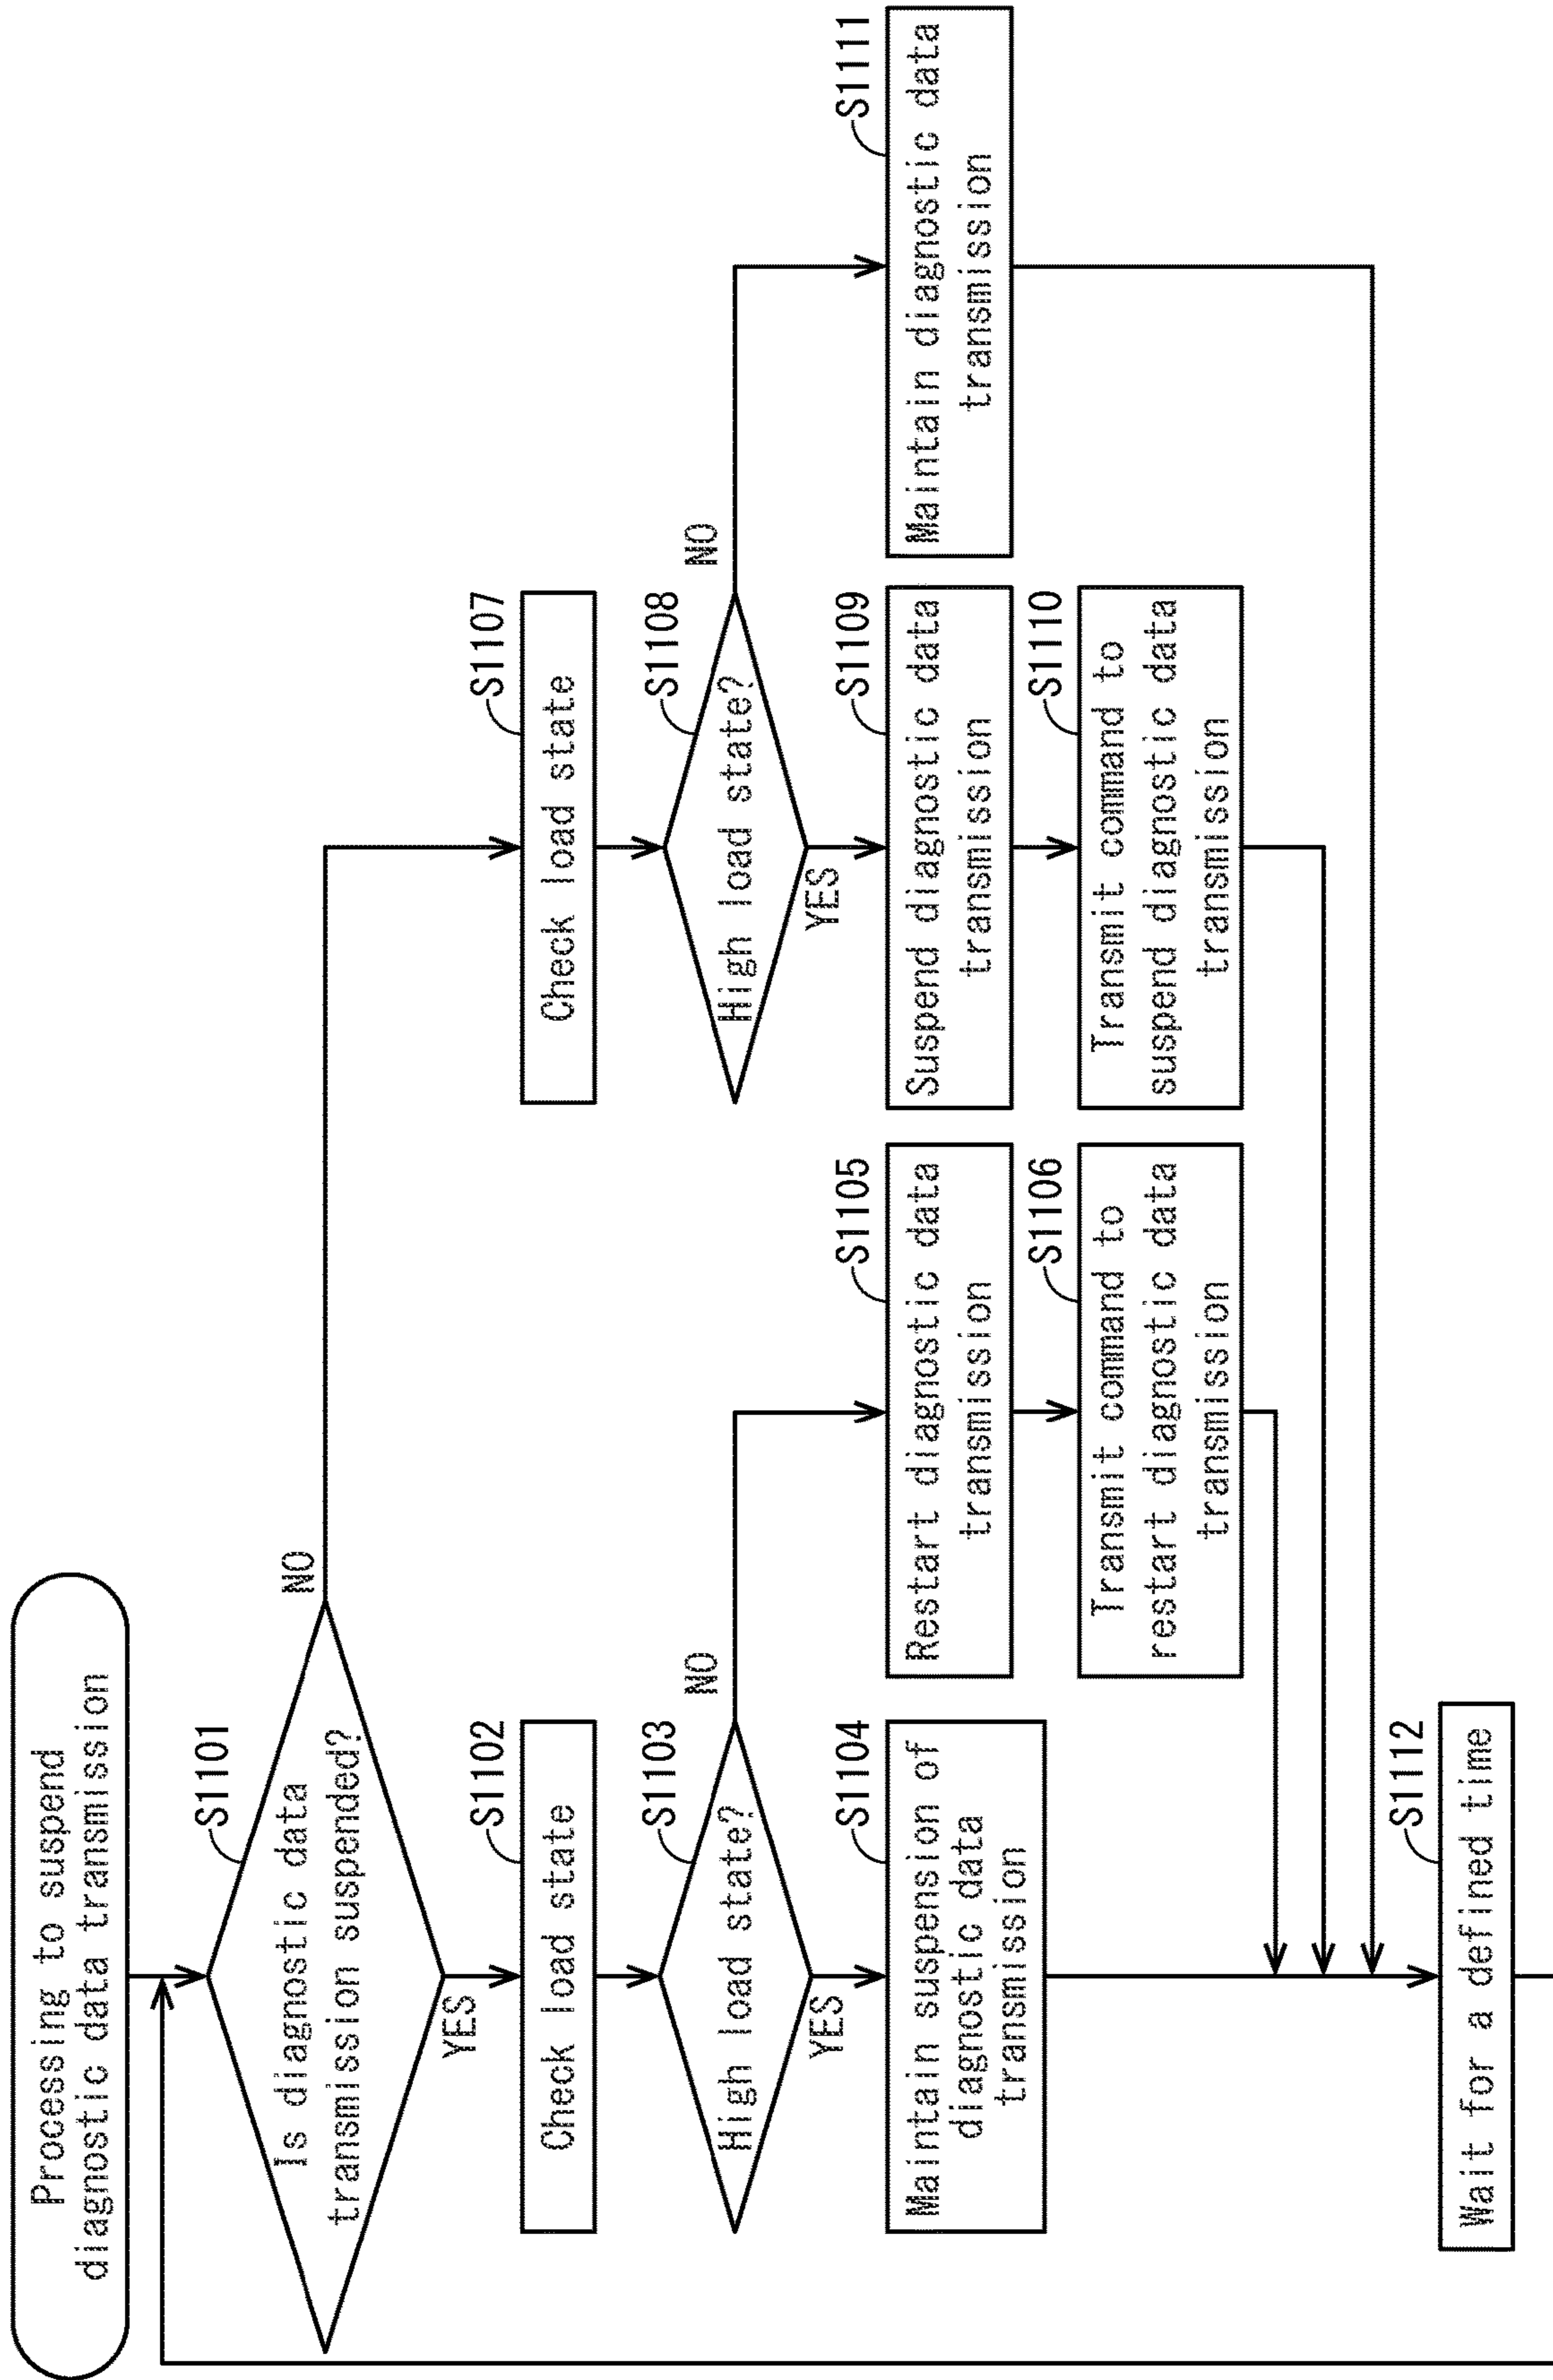 Processing to suspend
diagnostic data transmission
S1101
Is diagnostic data
transmission suspended?
NO
YES
S1102
Check load state
S1103
High load state?
NO
YES
S1104
Maintain suspension of
diagnostic data
transmission
S1105
Restart diagnostic data
transmission
S1106
Transmit command to
restart diagnostic data
transmission
S1107
Check load state
S1108
High load state?
NO
YES
S1109
Suspend diagnostic data
transmission
S1110
Transmit command to
suspend diagnostic data
transmission
S1111
Maintain diagnostic data
transmission
S1112
Wait for a defined time